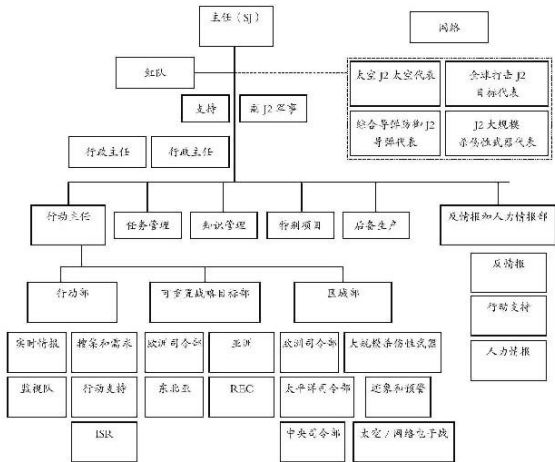 主任（SJ）
网络
红队
太空 J2 太空代表
全球打击 J2
目标代表
综合导弹防御 J2
导弹代表
J2 大规模
杀伤性武器代表
支持
副 J2 军事
行政主任
行政主任
行动主任
任务管理
知识管理
特别项目
后备生产
反情报和人力情报部
反情报
行动支持
人力情报
行动部
可重置战略目标部
区域部
实时情报
搜集和需求
欧洲司令部
亚洲
欧洲司令部
大规模杀伤性武器
监视队
行动支持
东北亚
REC
太平洋司令部
迹象和预警
ISR
中央司令部
太空 / 网络电子战